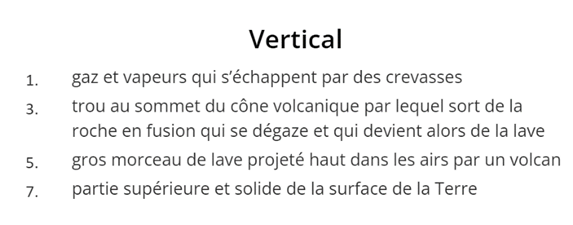 Vertical
1. gaz et vapeurs qui s’échappent par des crevasses
3. trou au sommet du cône volcanique par lequel sort de la
roche en fusion qui se dégaze et qui devient alors de la lave
5. gros morceau de lave projeté haut dans les airs par un volcan
7. partie supérieure et solide de la surface de la Terre